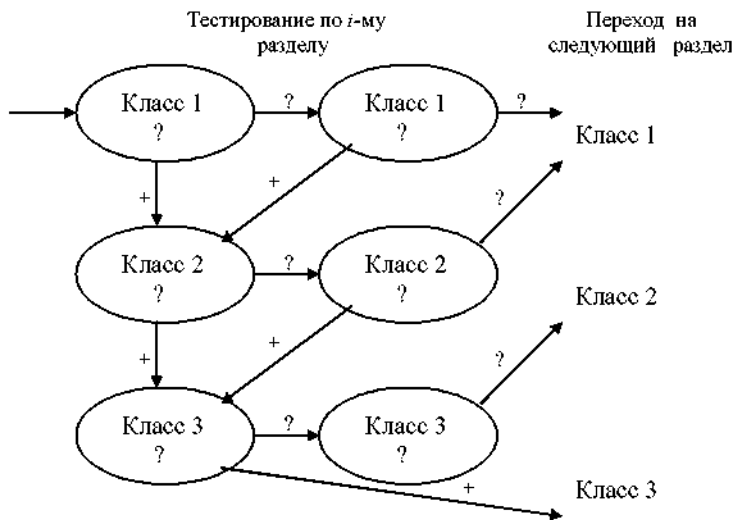 Тестирование по i-му
разделу
Переход на
следующий раздел
Класс 1
?
?
Класс 1
?
?
Класс 1
+
+
?
Класс 2
?
?
Класс 2
?
Класс 2
+
+
?
Класс 3
?
?
Класс 3
?
+
Класс 3